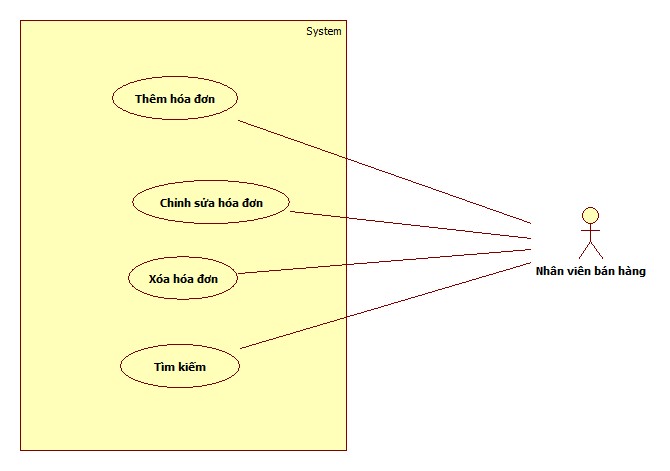 System
Thêm hóa đơn
Chỉnh sửa hóa đơn
Xóa hóa đơn
Tìm kiếm
Nhân viên bán hàng